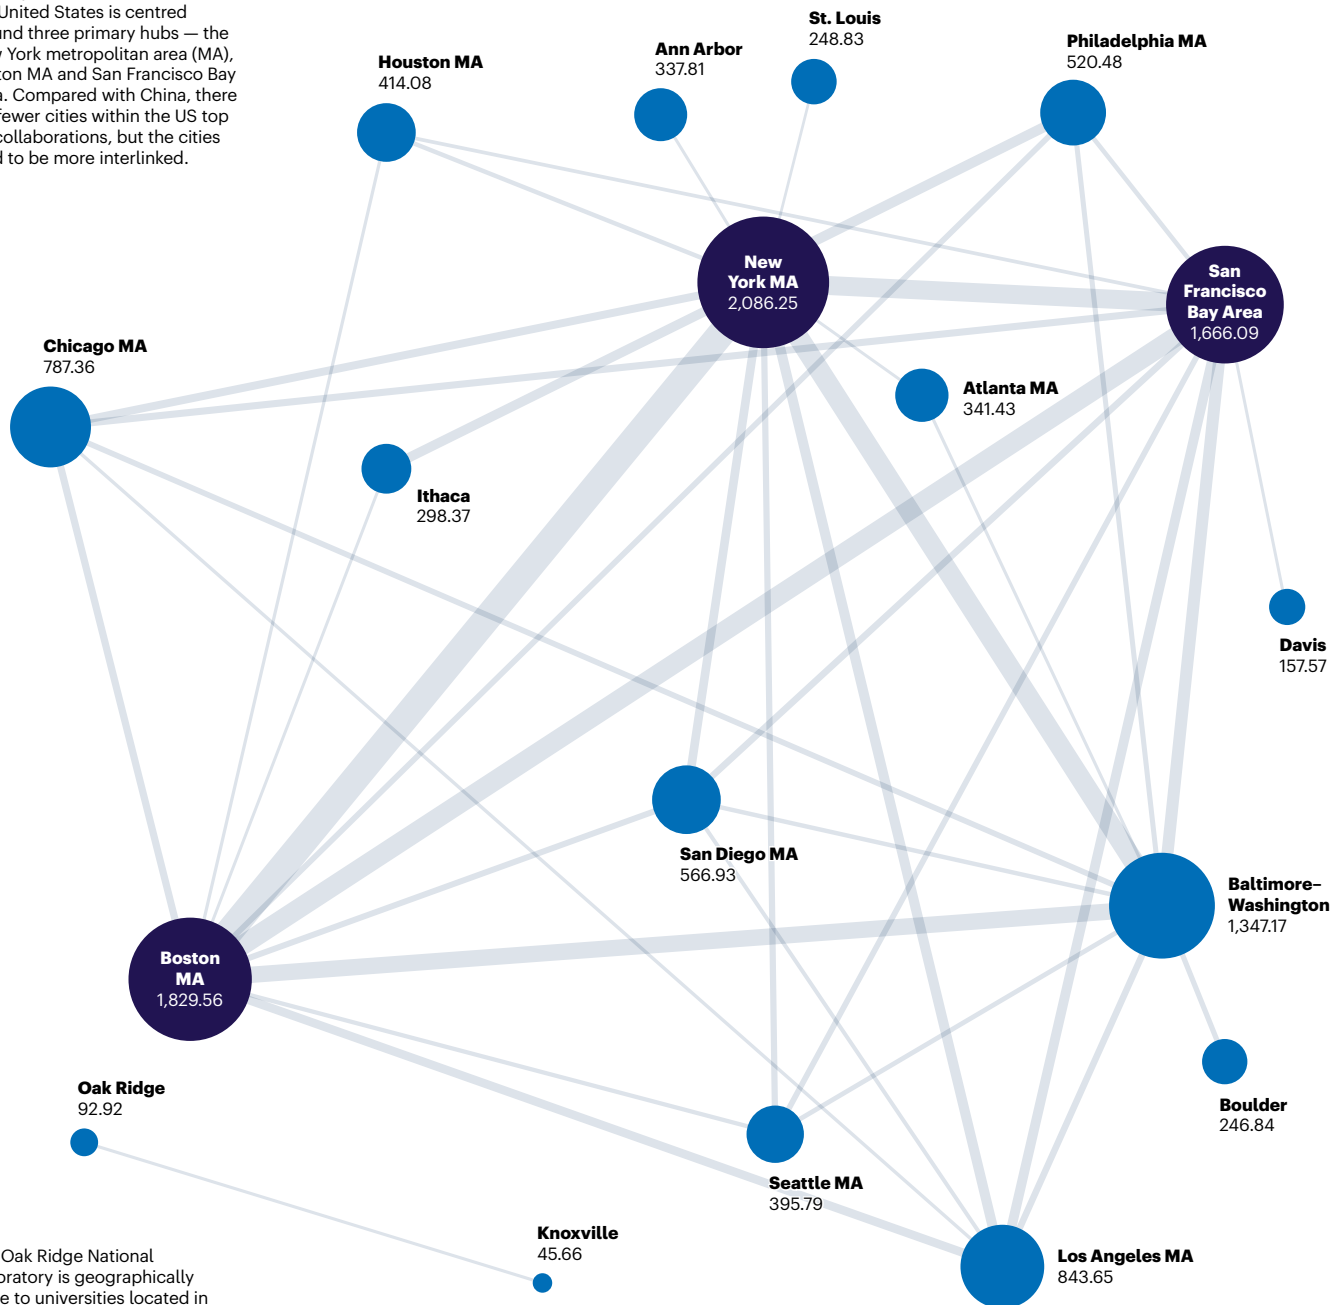 United States is centred
three primary hubs — the
York metropolitan area (MA),
MA and San Francisco Bay
Compared with China, there
fewer cities within the US top
collaborations, but the cities
to be more interlinked.
St. Louis
248.83
Ann Arbor
337.81
Houston MA
414.08
Philadelphia MA
520.48
New
York MA
2,086.25
San
Francisco
Bay Area
1,666.09
Chicago MA
787.36
Atlanta MA
341.43
Ithaca
298.37
Davis
157.57
San Diego MA
566.93
Baltimore–
Washington
1,347.17
Boston
MA
1,829.56
Oak Ridge
92.92
Boulder
246.84
Seattle MA
395.79
Knoxville
45.66
Los Angeles MA
843.65
Oak Ridge National
is geographically
to universities located in